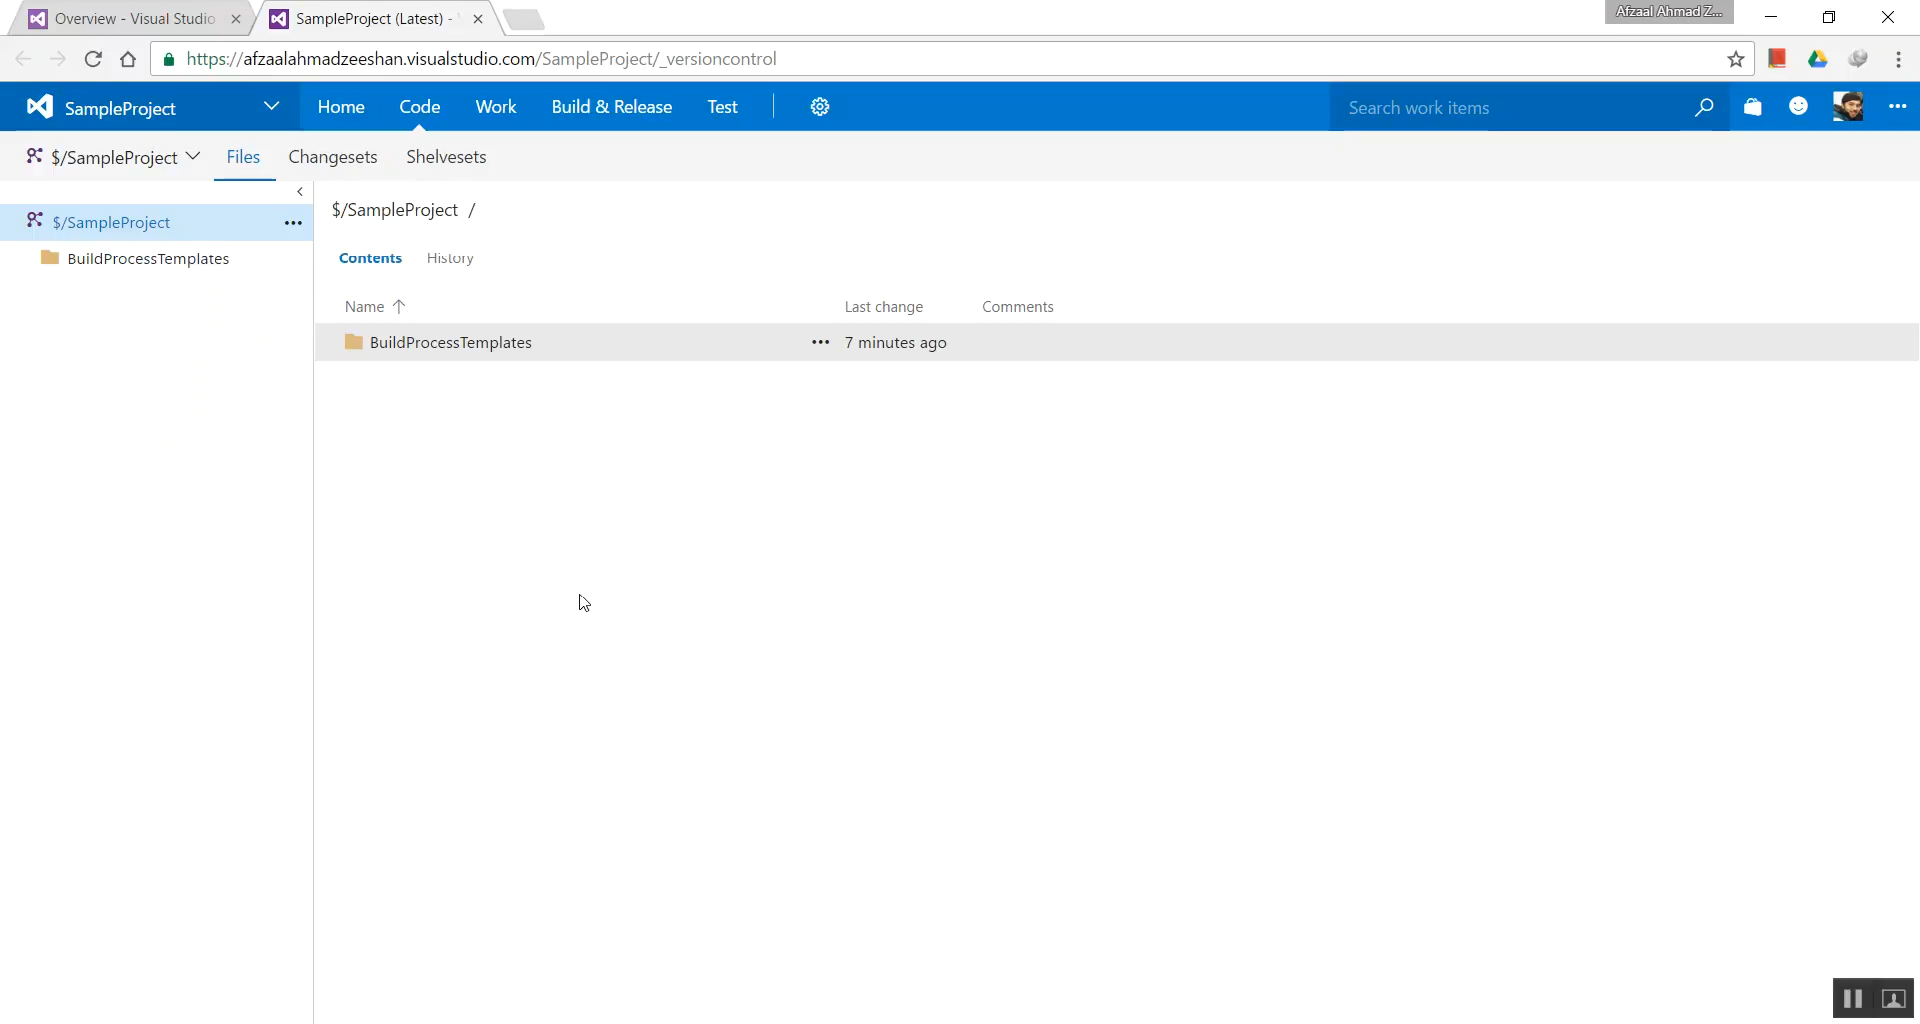 Overview - Visual Studio
SampleProject (Latest) -
Afzaal Ahmad Z...
https://afzaalahmadzeeshan.visualstudio.com/SampleProject/_versioncontrol
SampleProject
Home
Code
Work
Build & Release
Test
Search work items
$/SampleProject
Files
Changesets
Shelvesets
$/SampleProject
BuildProcessTemplates
$/SampleProject /
Contents
History
Name
Last change
Comments
BuildProcessTemplates
7 minutes ago